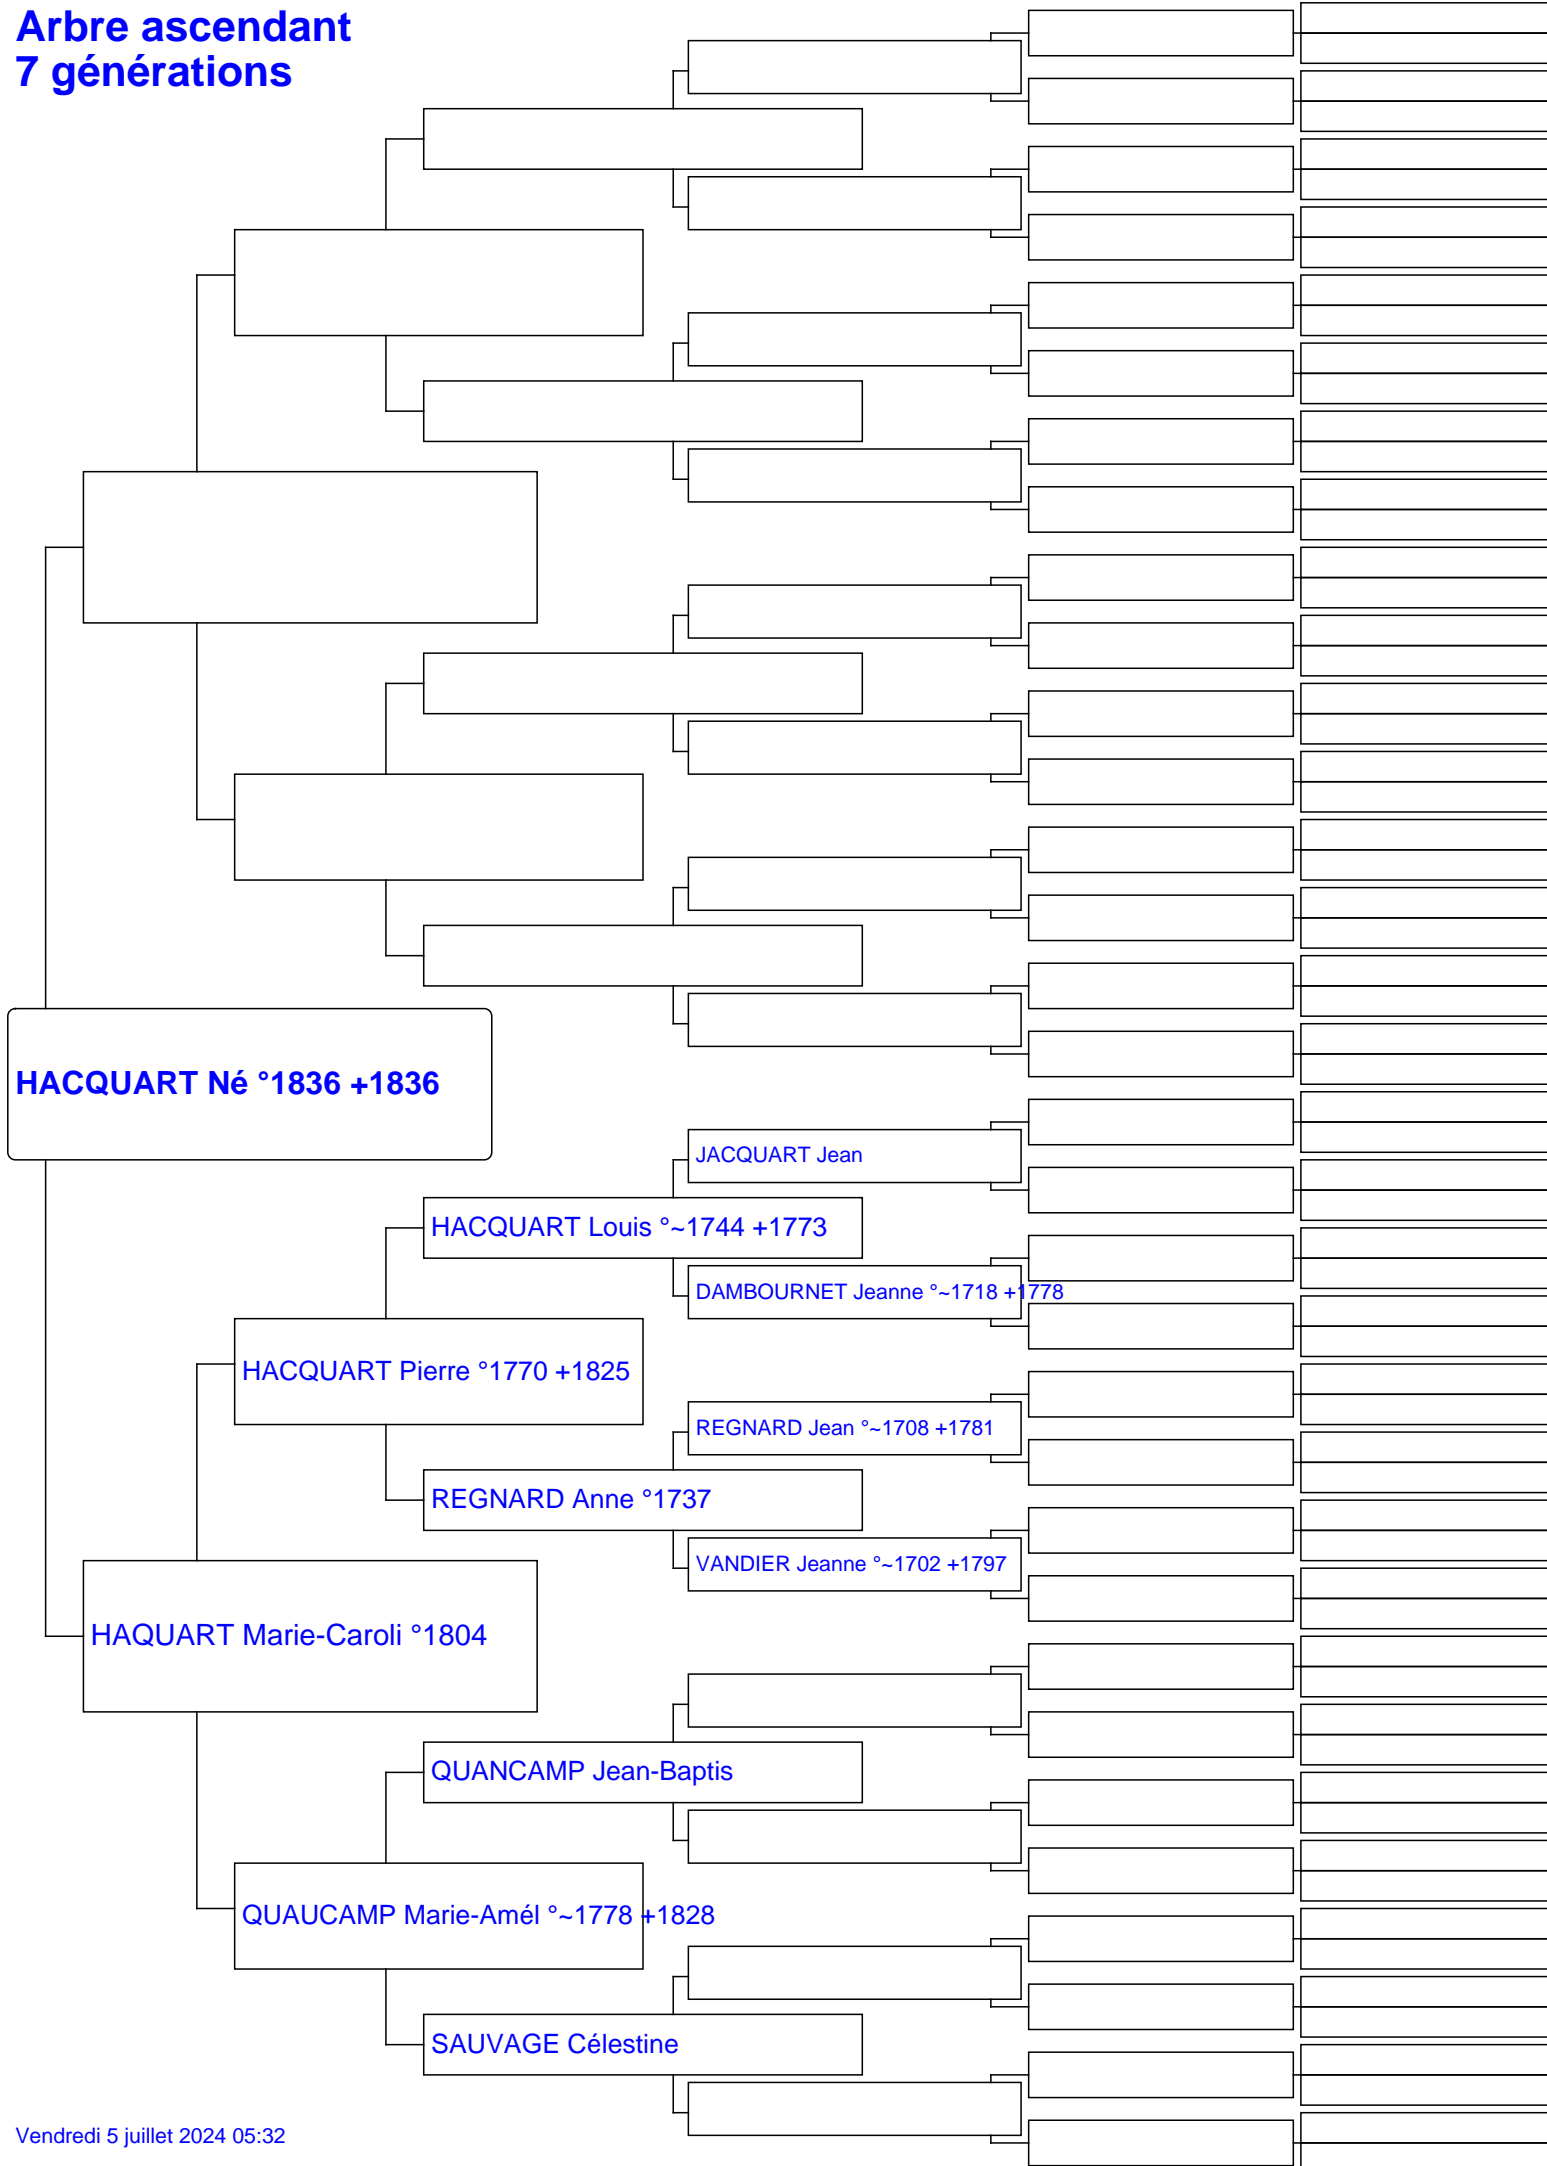 Arbre ascendant
7 générations
HACQUART Né °1836 +1836
JACQUART Jean
HACQUART Louis °~1744 +1773
DAMBOURNET Jeanne °~1718 +1778
HACQUART Pierre °1770 +1825
REGNARD Jean °~1708 +1781
REGNARD Anne °1737
VANDIER Jeanne °~1702 +1797
HAQUART Marie-Caroli °1804
QUANCAMP Jean-Baptis
QUAUCAMP Marie-Amél °~1778 +1828
SAUVAGE Célestine
Vendredi 5 juillet 2024 05:32